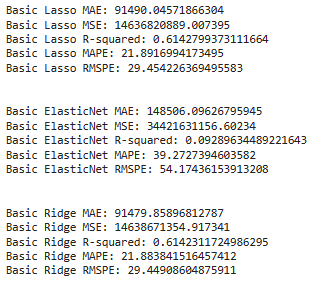 Basic Lasso MAE: 91490.04571866304
Basic Lasso MSE: 14636820889.007395
Basic Lasso R-squared: 0.6142799373111664
Basic Lasso MAPE: 21.8916994173495
Basic Lasso RMSPE: 29.454226369495583
Basic ElasticNet MAE: 148506.09626795945
Basic ElasticNet MSE: 34421631156.60234
Basic ElasticNet R-squared: 0.09289634489221643
Basic ElasticNet MAPE: 39.2727394603582
Basic ElasticNet RMSPE: 54.17436153913208
Basic Ridge MAE: 91479.85896812787
Basic Ridge MSE: 14638671354.917341
Basic Ridge R-squared: 0.6142311724986295
Basic Ridge MAPE: 21.883841516457412
Basic Ridge RMSPE: 29.44908604875911